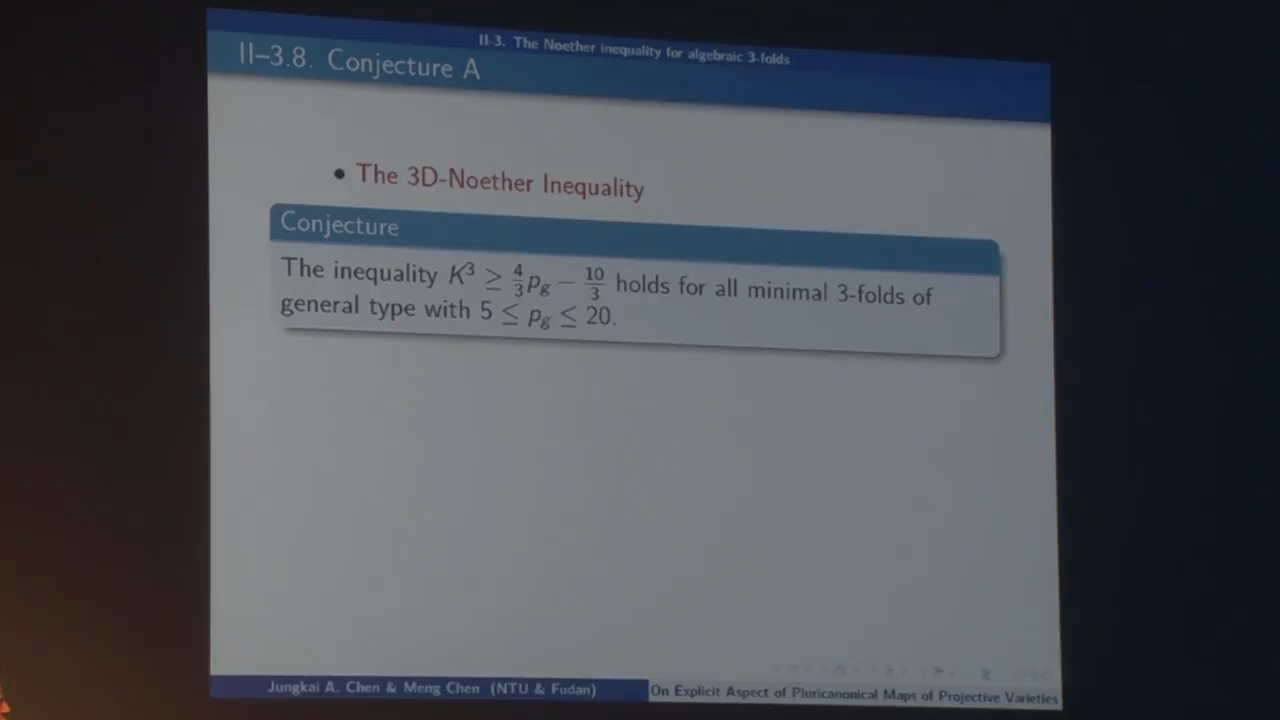 II-3. The Noether inequality for algebraic 3-folds
II–3.8. Conjecture A
• The 3D-Noether Inequality
Conjecture
The inequality K³ ≥ 4/3 p_g − 10/3 holds for all minimal 3-folds of
general type with 5 ≤ p_g ≤ 20.
Jungkai A. Chen & Meng Chen (NTU & Fudan)
On Explicit Aspect of Pluricanonical Maps of Projective Varieties